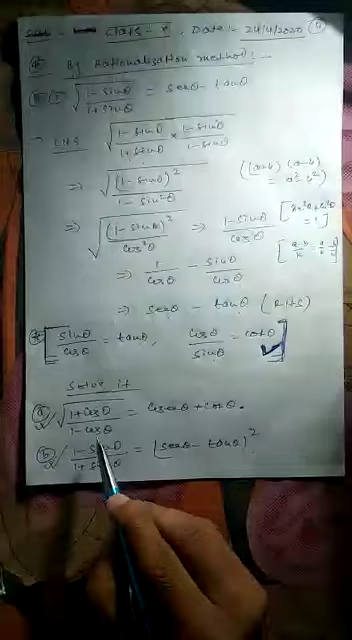 Class - X, Date:- 24/4/2020
By Rationalisation method:-
√(1-sinθ / 1+sinθ) = secθ - tanθ
→ LHS √(1-sinθ / 1+sinθ × 1-sinθ / 1-sinθ)
⇒ √((1-sinθ)² / 1-sin²θ) ((a+b) (a-b) = a²-b²)
⇒ √((1-sinθ)² / cos²θ) ⇒ 1-sinθ / cosθ
⇒ 1/cosθ - sinθ/cosθ
⇒ secθ - tanθ (RHS)
sinθ/cosθ = tanθ, cosθ/sinθ = cotθ
Solve it
(a) √(1+cosθ / 1-cosθ) = cosecθ + cotθ.
(b) 1-sinθ / 1+sinθ = (secθ - tanθ)²